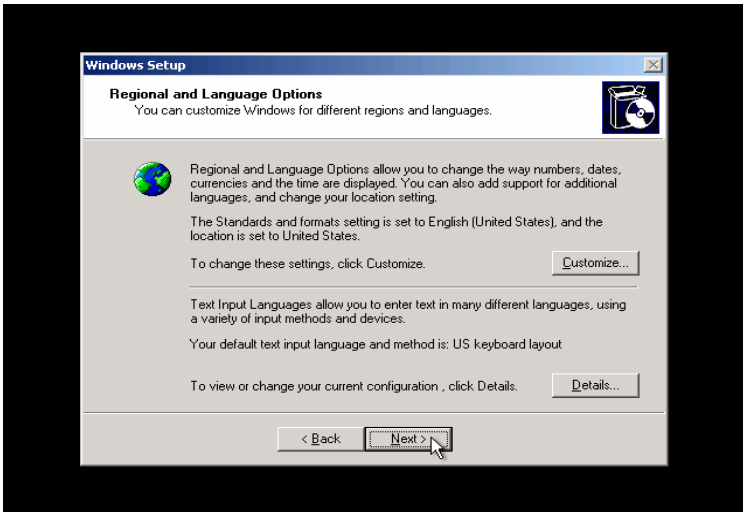 Windows Setup
Regional and Language Options
You can customize Windows for different regions and languages.
Regional and Language Options allow you to change the way numbers, dates,
currencies and the time are displayed. You can also add support for additional
languages, and change your location setting.
The Standards and formats setting is set to English (United States), and the
location is set to United States.
To change these settings, click Customize.
Customize...
Text Input Languages allow you to enter text in many different languages, using
a variety of input methods and devices.
Your default text input language and method is: US keyboard layout
To view or change your current configuration , click Details.
Details...
< Back
Next >